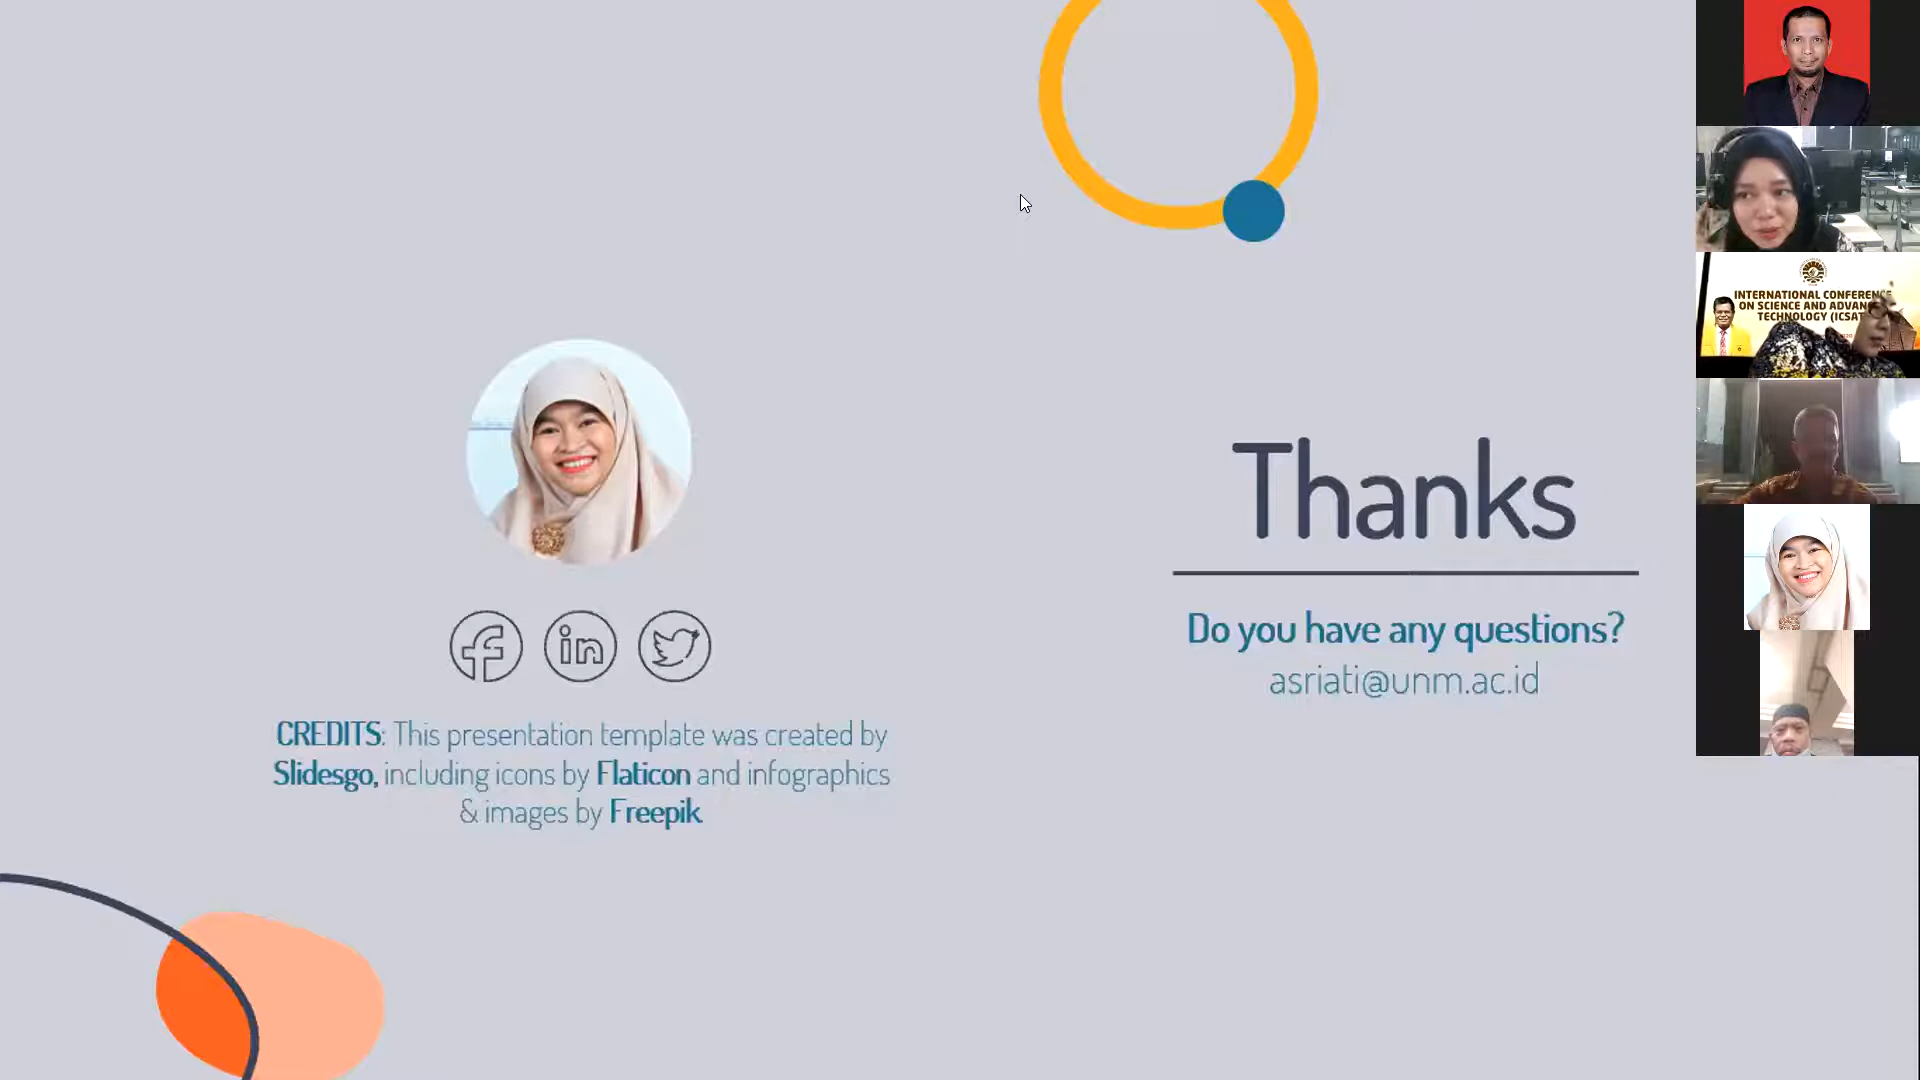 Thanks
Do you have any questions?
asriati@unm.ac.id
CREDITS: This presentation template was created by
Slidesgo, including icons by Flaticon and infographics
& images by Freepik
INTERNATIONAL CONFERENCE
ON SCIENCE AND ADVANC
TECHNOLOGY (ICSAT